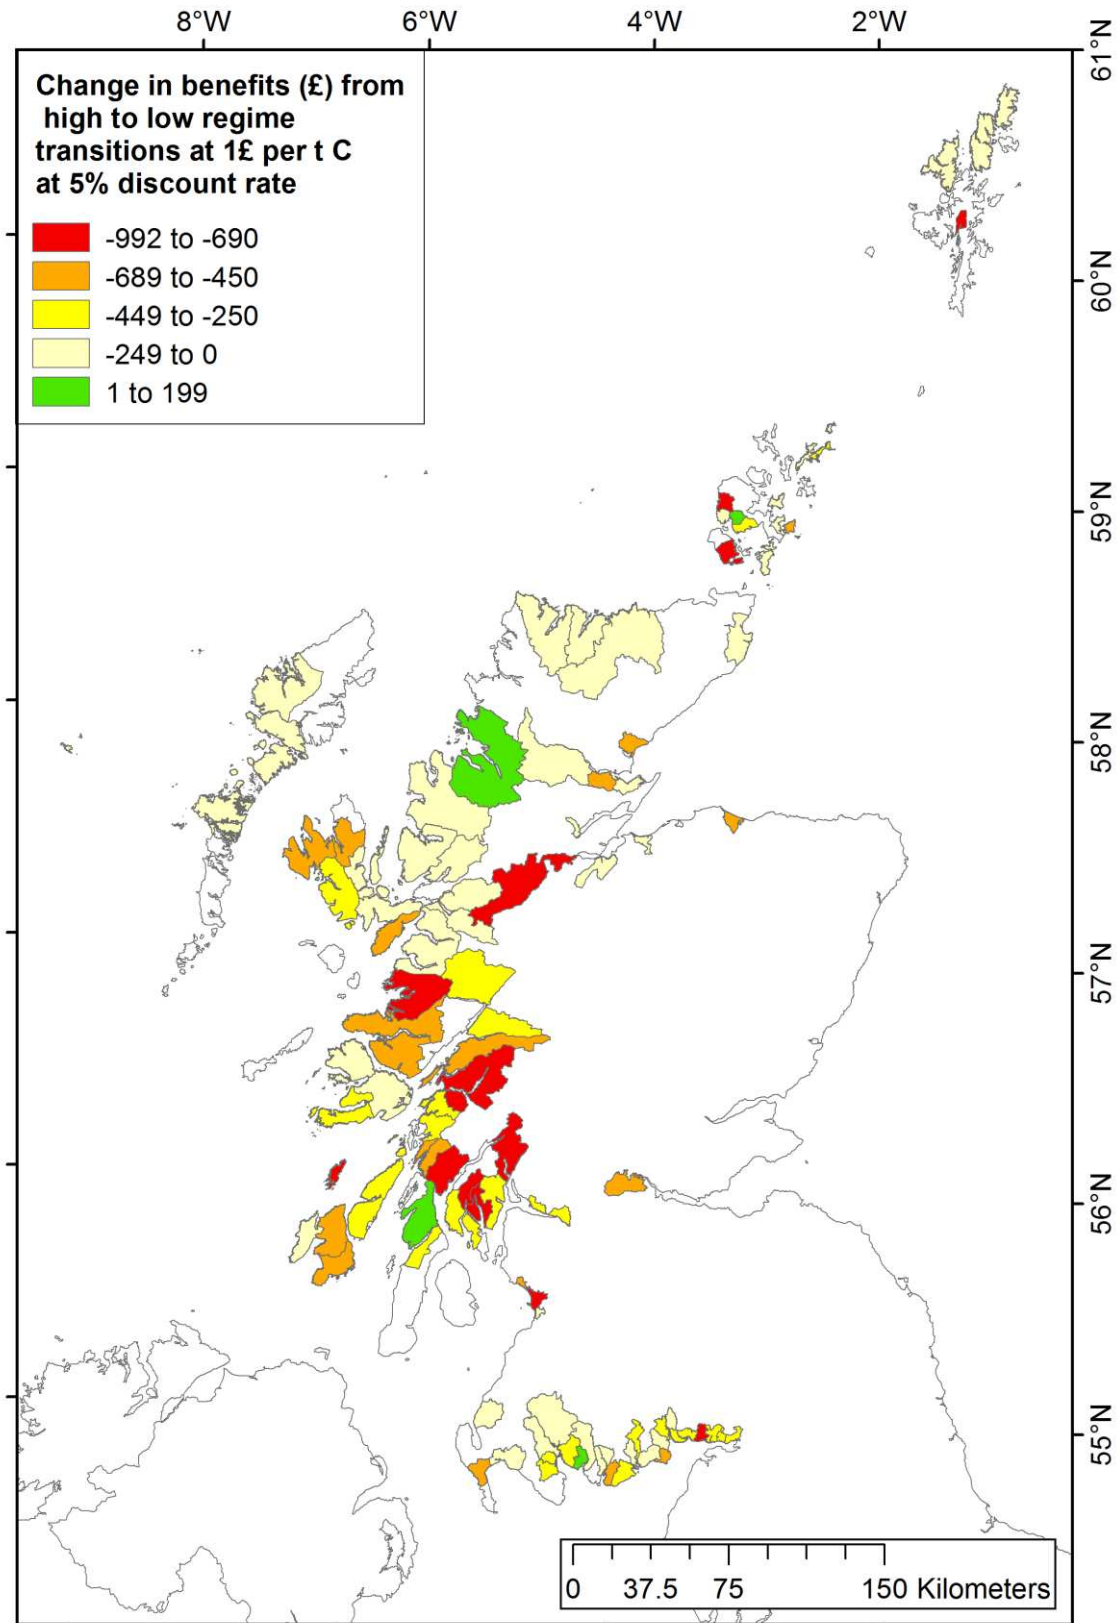 8°W 6°W 4°W 2°W
61°N
Change in benefits (£) from
high to low regime
transitions at 1£ per t C
at 5% discount rate
-992 to -690
-689 to -450
-449 to -250
-249 to 0
1 to 199
60°N
59°N
58°N
57°N
56°N
55°N
0 37.5 75 150 Kilometers